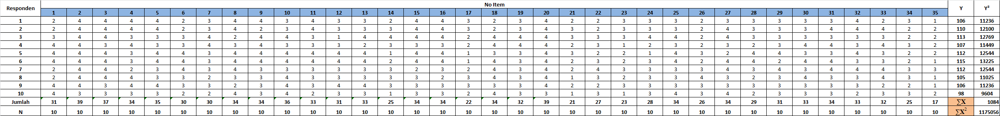 Responden No Item Y Y²
1 2 3 4 5 6 7 8 9 10 11 12 13 14 15 16 17 18 19 20 21 22 23 24 25 26 27 28 29 30 31 32 33 34 35
1 2 4 4 4 4 2 3 4 4 3 4 3 3 2 4 4 3 2 3 4 2 2 3 3 3 2 3 3 3 3 3 4 2 3 1 106 11236
2 2 4 4 4 4 2 3 4 2 3 4 3 3 3 4 4 3 2 3 4 3 2 3 3 3 2 4 3 3 3 4 4 4 2 2 110 12100
3 3 4 4 3 3 3 4 2 4 4 3 1 4 4 4 4 2 4 4 4 3 3 3 4 4 2 4 3 3 3 3 3 3 2 2 113 12769
4 4 4 3 4 3 3 4 3 4 3 3 3 2 3 3 3 2 4 4 4 2 3 1 2 3 2 3 2 3 4 4 3 4 3 2 107 11449
5 4 4 4 3 4 4 3 4 4 4 4 4 4 1 4 4 1 3 3 4 3 2 2 1 4 3 2 4 4 3 3 4 3 2 2 112 12544
6 4 4 4 3 4 4 3 4 4 4 4 4 4 2 4 4 1 4 3 4 2 3 2 3 4 2 4 4 2 4 4 3 3 2 1 115 13225
7 2 4 4 2 3 4 3 4 3 3 3 3 3 3 2 3 2 4 3 4 2 4 3 3 3 3 4 3 4 3 4 4 4 3 3 112 12544
8 2 4 4 4 3 3 2 3 3 4 3 3 3 3 3 2 3 4 3 4 1 3 2 3 3 4 3 2 3 4 3 3 4 3 1 105 11025
9 4 4 3 4 4 3 3 2 3 4 3 4 4 3 3 3 3 3 3 4 2 2 3 3 3 3 3 3 3 3 3 3 2 2 1 106 11236
10 4 3 3 3 3 2 2 4 3 4 2 3 3 1 3 3 2 4 3 3 1 3 1 3 4 3 4 2 3 3 3 2 3 3 2 98 9604
Jumlah 31 39 37 34 35 30 30 34 34 36 33 31 33 25 34 34 22 34 32 39 21 27 23 28 34 26 34 29 31 33 34 33 32 25 17 ∑X 1084
N 10 10 10 10 10 10 10 10 10 10 10 10 10 10 10 10 10 10 10 10 10 10 10 10 10 10 10 10 10 10 10 10 10 10 10 ∑X² 1175056